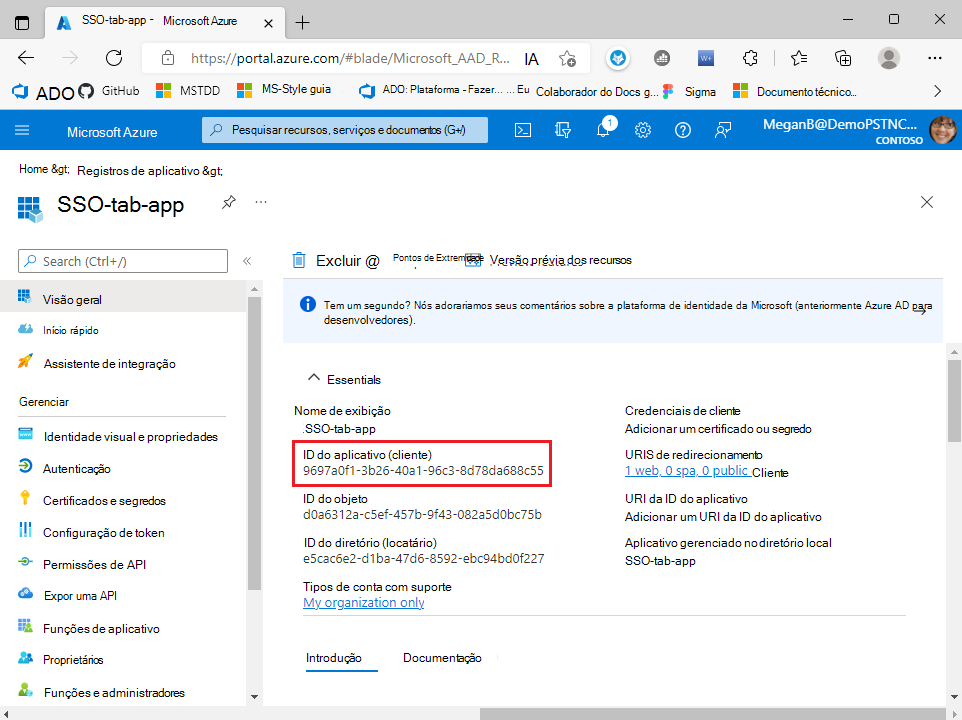 SSO-tab-app - Microsoft Azure
https://portal.azure.com/#blade/Microsoft_AAD_R... IA
ADO GitHub MSTDD MS-Style guia ADO: Plataforma - Fazer... ... Eu Colaborador do Docs g... Sigma Documento técnico...
Microsoft Azure Pesquisar recursos, serviços e documentos (G+/) 1 MeganB@DemoPSTNC...
CONTOSO
Home &gt; Registros de aplicativo &gt;
SSO-tab-app ...
Search (Ctrl+/) «
Excluir @ Pontos de Extremidade Versão prévia dos recursos
Visão geral
Início rápido
Assistente de integração
Gerenciar
Identidade visual e propriedades
Autenticação
Certificados e segredos
Configuração de token
Permissões de API
Expor uma API
Funções de aplicativo
Proprietários
Funções e administradores
Tem um segundo? Nós adorariamos seus comentários sobre a plataforma de identidade da Microsoft (anteriormente Azure AD para
desenvolvedores).
Essentials
Nome de exibição
.SSO-tab-app
ID do aplicativo (cliente)
9697a0f1-3b26-40a1-96c3-8d78da688c55
ID do objeto
d0a6312a-c5ef-457b-9f43-082a5d0bc75b
ID do diretório (locatário)
e5cac6e2-d1ba-47d6-8592-ebc94bd0f227
Tipos de conta com suporte
My organization only
Credenciais de cliente
Adicionar um certificado ou segredo
URIS de redirecionamento
1 web, 0 spa, 0 public Cliente
URI da ID do aplicativo
Adicionar um URI da ID do aplicativo
Aplicativo gerenciado no diretório local
SSO-tab-app
Introdução Documentação